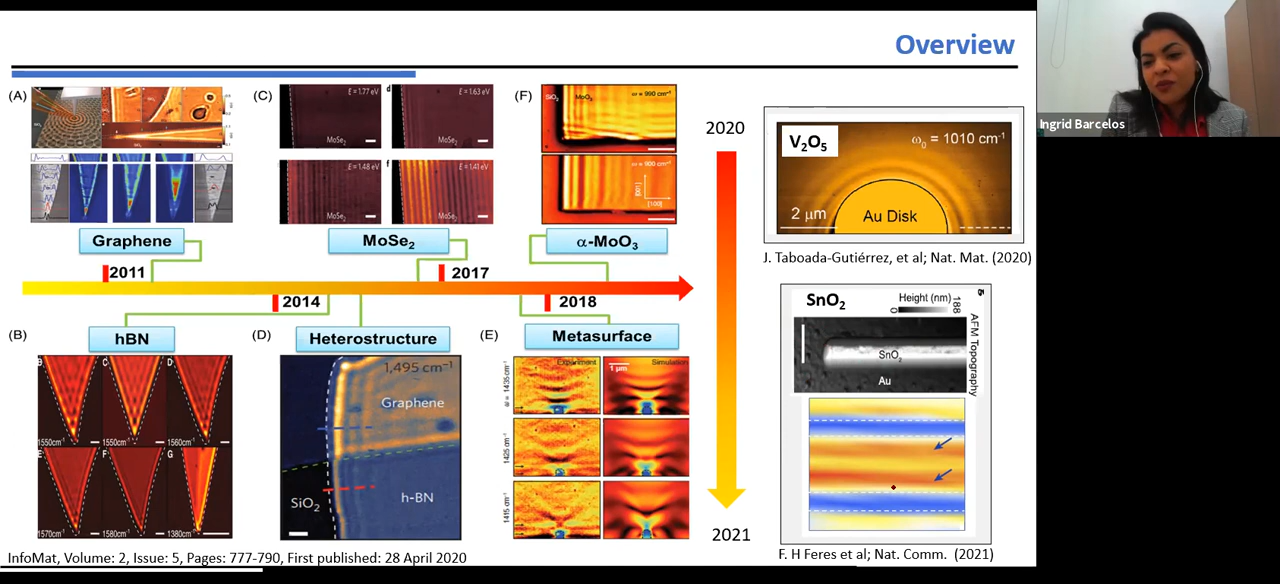 Overview
Ingrid Barcelos
(A)
(C)
E = 1.77 eV
MoSe2
d
E = 1.63 eV
MoSe2
E = 1.48 eV
MoSe2
f
E = 1.41 eV
MoSe2
(F)
SiO2
MoO3
ω = 990 cm-1
ω = 900 cm-1
[001]
[100]
Graphene
MoSe2
α-MoO3
2011
2017
2014
2018
hBN
Heterostructure
Metasurface
(B)
B
C
D
1550cm-1
1550cm-1
1560cm-1
E
F
G
1570cm-1
1580cm-1
1380cm-1
(D)
1,495 cm-1
Graphene
SiO2
h-BN
(E)
Experiment
Simulation
1 µm
ω = 1435 cm-1
1425 cm-1
1415 cm-1
2020
2021
V2O5
ω0 = 1010 cm-1
2 µm
Au Disk
J. Taboada-Gutiérrez, et al; Nat. Mat. (2020)
SnO2
Height (nm)
0
188
SnO2
Au
AFM Topography
F. H Feres et al; Nat. Comm. (2021)
InfoMat, Volume: 2, Issue: 5, Pages: 777-790, First published: 28 April 2020